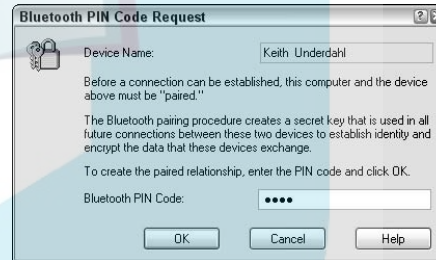 Bluetooth PIN Code Request
Device Name: Keith Underdahl
Before a connection can be established, this computer and the device
above must be "paired."
The Bluetooth pairing procedure creates a secret key that is used in all
future connections between these two devices to establish identity and
encrypt the data that these devices exchange.
To create the paired relationship, enter the PIN code and click OK.
Bluetooth PIN Code: ●●●●
OK Cancel Help